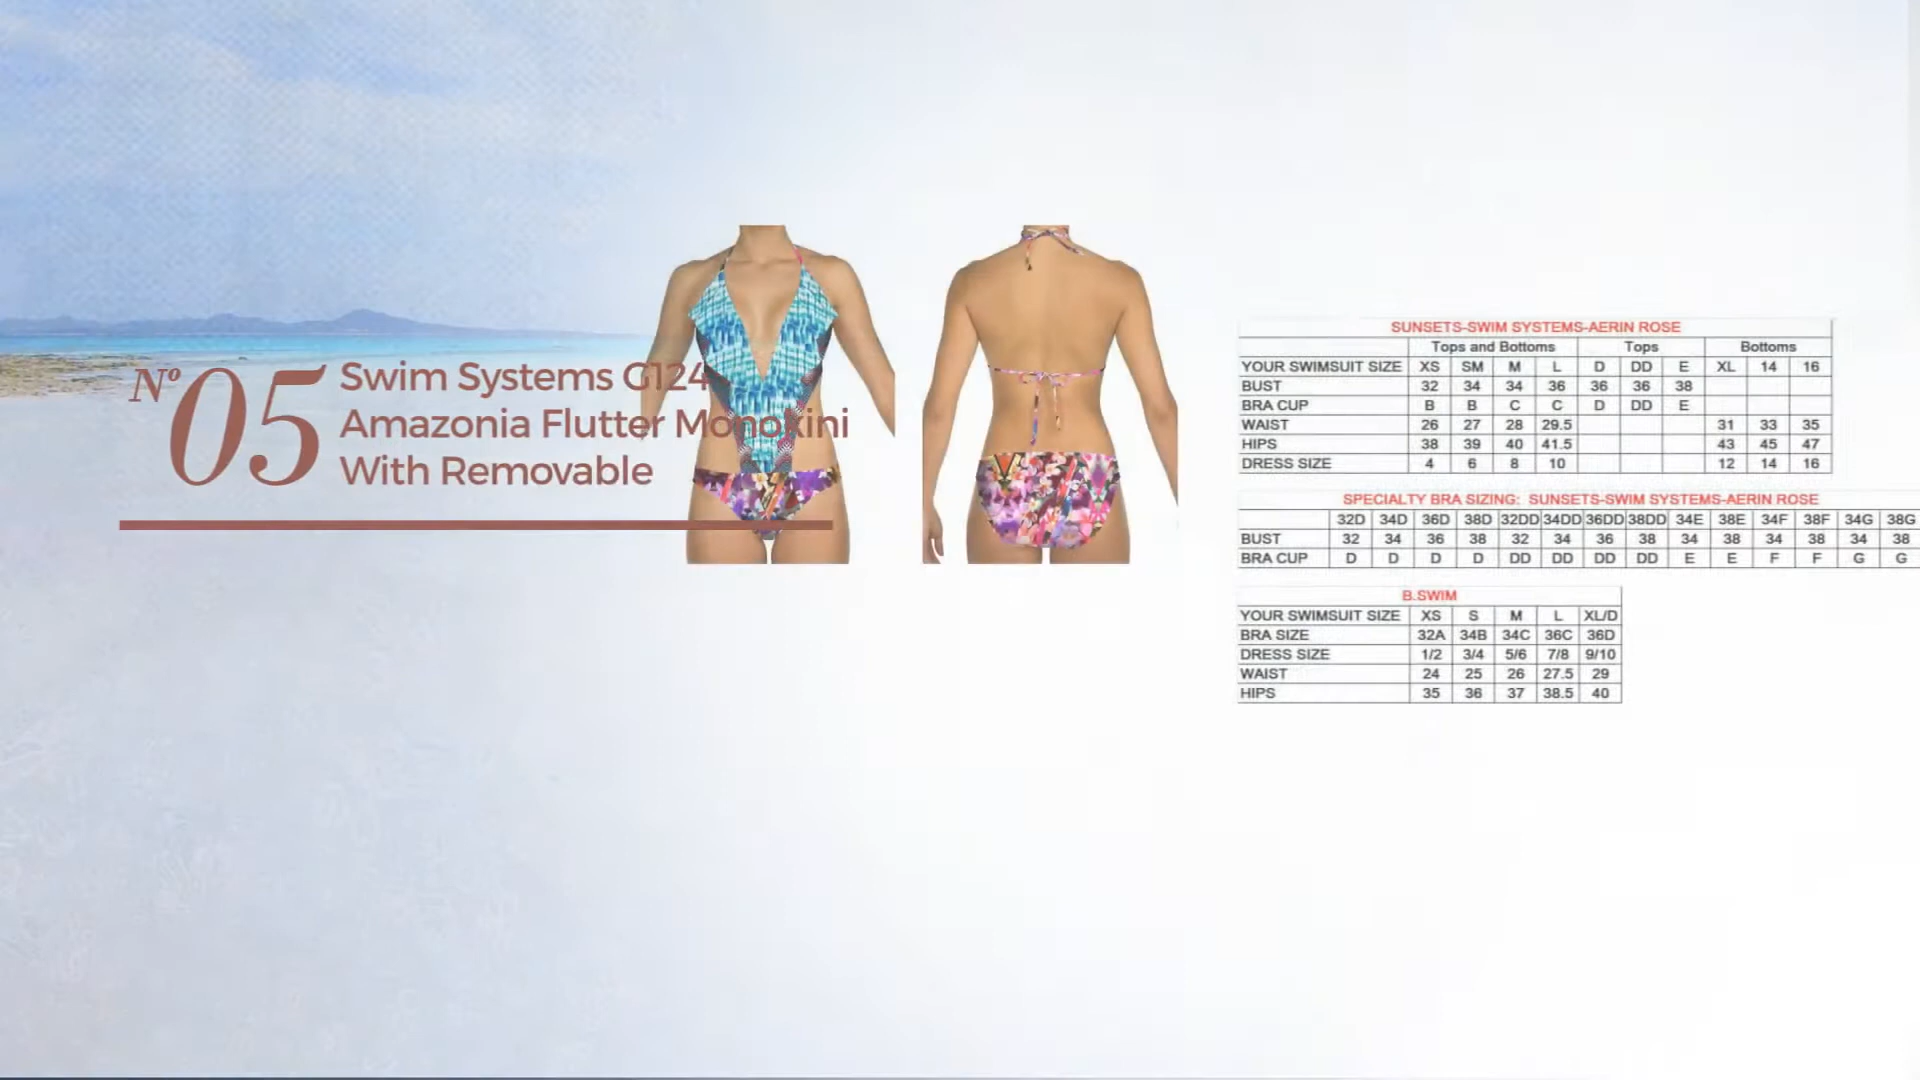 Nº05
Swim Systems G124
Amazonia Flutter Monokini
With Removable
SUNSETS-SWIM SYSTEMS-AERIN ROSE
Tops and Bottoms Tops Bottoms
YOUR SWIMSUIT SIZE XS SM M L D DD E XL 14 16
BUST 32 34 34 36 36 36 38
BRA CUP B B C C D DD E
WAIST 26 27 28 29.5 31 33 35
HIPS 38 39 40 41.5 43 45 47
DRESS SIZE 4 6 8 10 12 14 16
SPECIALTY BRA SIZING: SUNSETS-SWIM SYSTEMS-AERIN ROSE
32D 34D 36D 38D 32DD 34DD 36DD 38DD 34E 38E 34F 38F 34G 38G
BUST 32 34 36 38 32 34 36 38 34 38 34 38 34 38
BRA CUP D D D D DD DD DD DD E E F F G G
B.SWIM
YOUR SWIMSUIT SIZE XS S M L XL/D
BRA SIZE 32A 34B 34C 36C 36D
DRESS SIZE 1/2 3/4 5/6 7/8 9/10
WAIST 24 25 26 27.5 29
HIPS 35 36 37 38.5 40